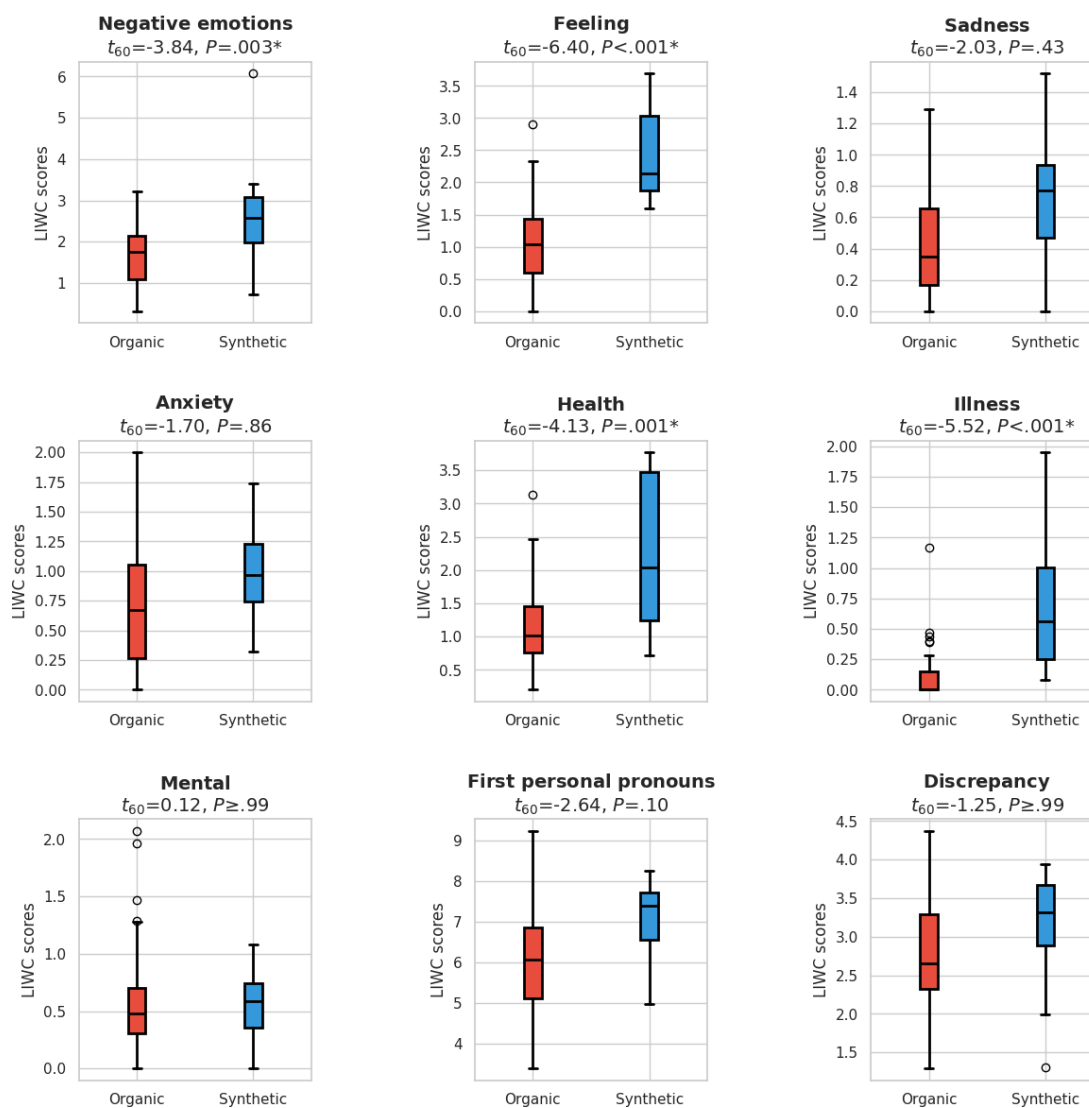 Negative emotions
t60=-3.84, P=.003*
LIWC scores
6
5
4
3
2
1
Organic
Synthetic
Feeling
t60=-6.40, P<.001*
LIWC scores
3.5
3.0
2.5
2.0
1.5
1.0
0.5
0.0
Organic
Synthetic
Sadness
t60=-2.03, P=.43
LIWC scores
1.4
1.2
1.0
0.8
0.6
0.4
0.2
0.0
Organic
Synthetic
Anxiety
t60=-1.70, P=.86
LIWC scores
2.00
1.75
1.50
1.25
1.00
0.75
0.50
0.25
0.00
Organic
Synthetic
Health
t60=-4.13, P=.001*
LIWC scores
3.5
3.0
2.5
2.0
1.5
1.0
0.5
Organic
Synthetic
Illness
t60=-5.52, P<.001*
LIWC scores
2.00
1.75
1.50
1.25
1.00
0.75
0.50
0.25
0.00
Organic
Synthetic
Mental
t60=0.12, P≥.99
LIWC scores
2.0
1.5
1.0
0.5
0.0
Organic
Synthetic
First personal pronouns
t60=-2.64, P=.10
LIWC scores
9
8
7
6
5
4
Organic
Synthetic
Discrepancy
t60=-1.25, P≥.99
LIWC scores
4.5
4.0
3.5
3.0
2.5
2.0
1.5
Organic
Synthetic